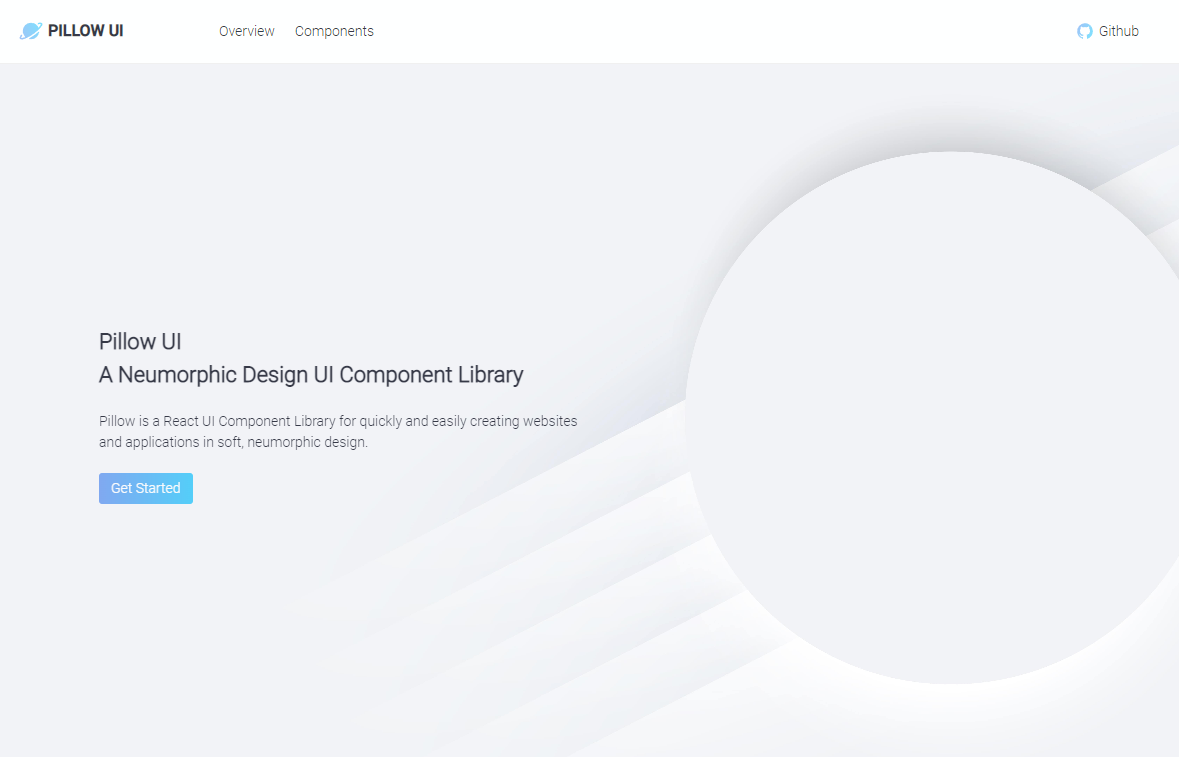 PILLOW UI
Overview
Components
Github
Pillow UI
A Neumorphic Design UI Component Library
Pillow is a React UI Component Library for quickly and easily creating websites
and applications in soft, neumorphic design.
Get Started